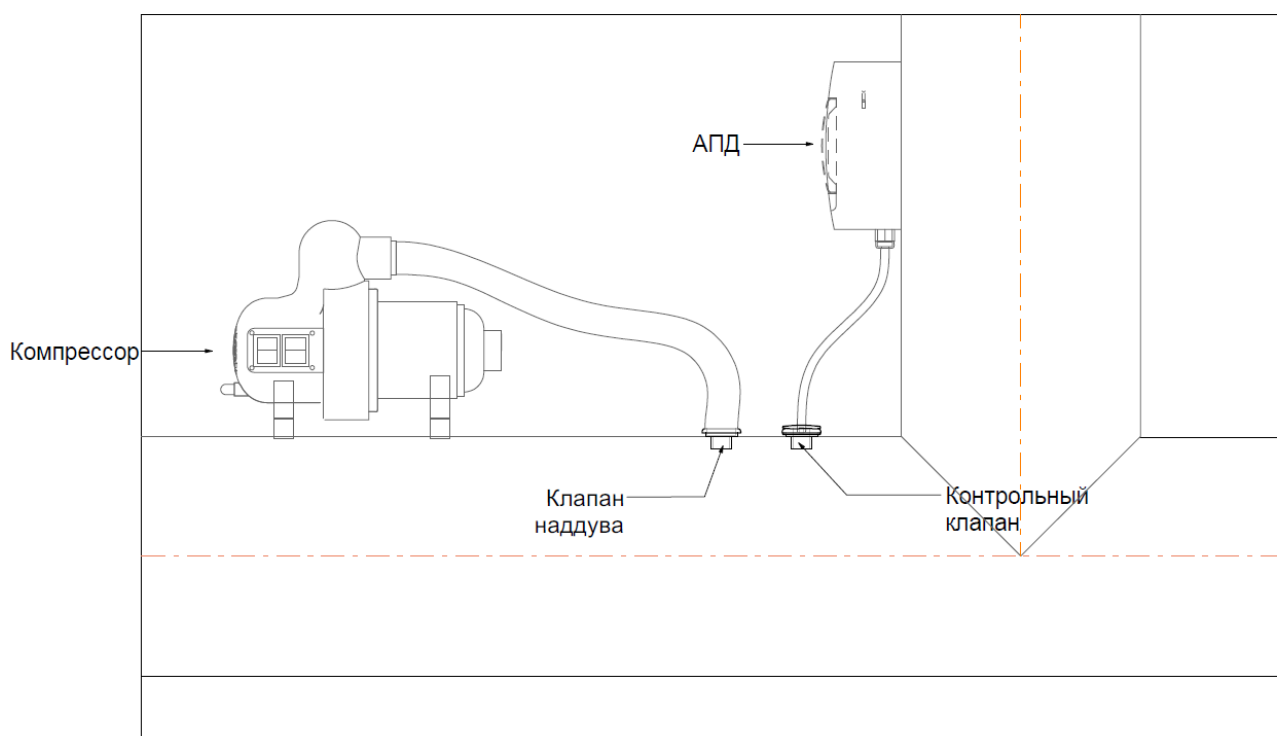 АПД
Компрессор
Клапан
наддува
Контрольный
клапан